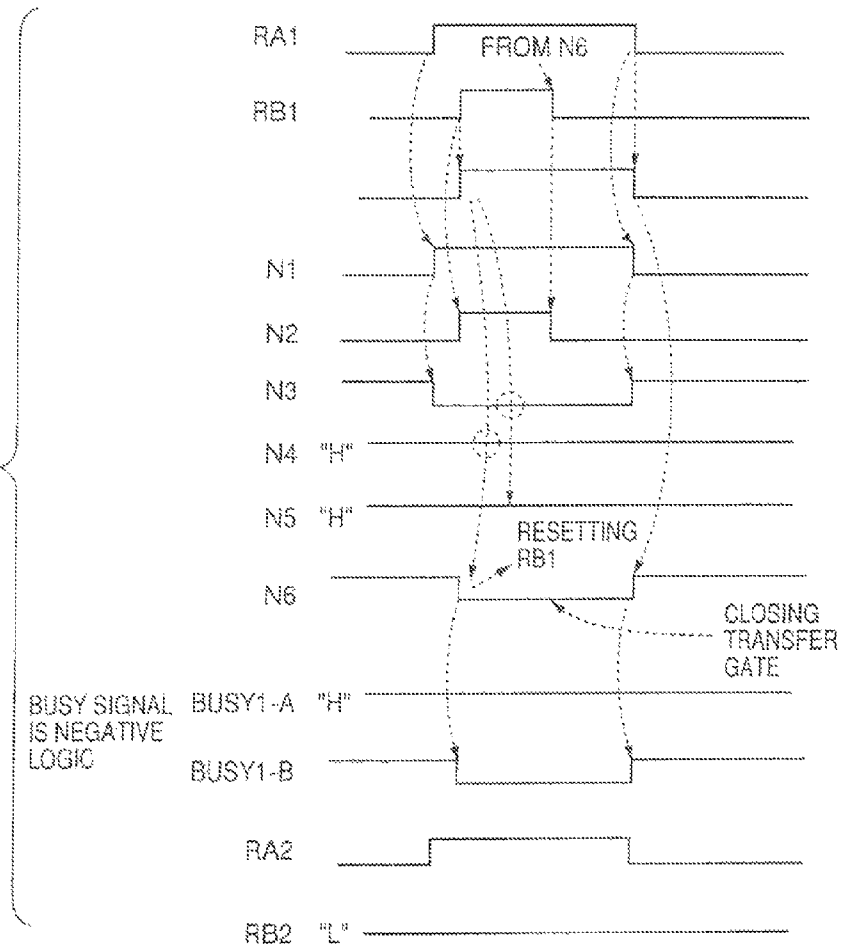 RA1
FROM N6
RB1
N1
N2
N3
N4 "H"
N5 "H"
RESETTING
RB1
N6
CLOSING
TRANSFER
GATE
BUSY SIGNAL
IS NEGATIVE
LOGIC
BUSY1-A "H"
BUSY1-B
RA2
RB2 "L"